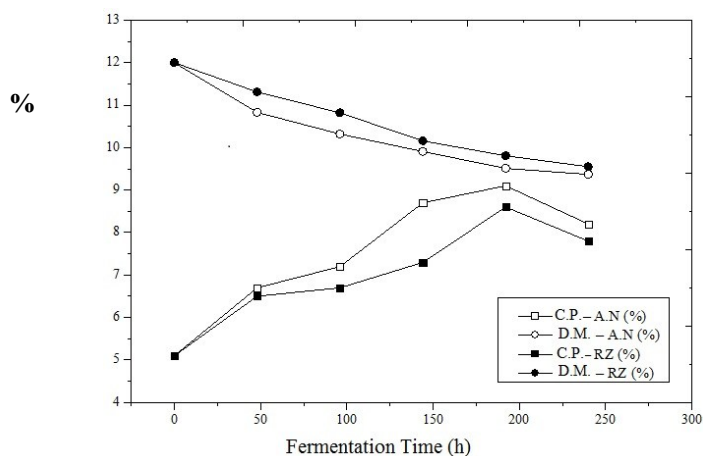 13
12
%
11
10
9
8
7
6
5
4
C.P.– A.N (%)
D.M. – A.N (%)
C.P.– RZ (%)
D.M. – RZ (%)
0 50 100 150 200 250 300
Fermentation Time (h)